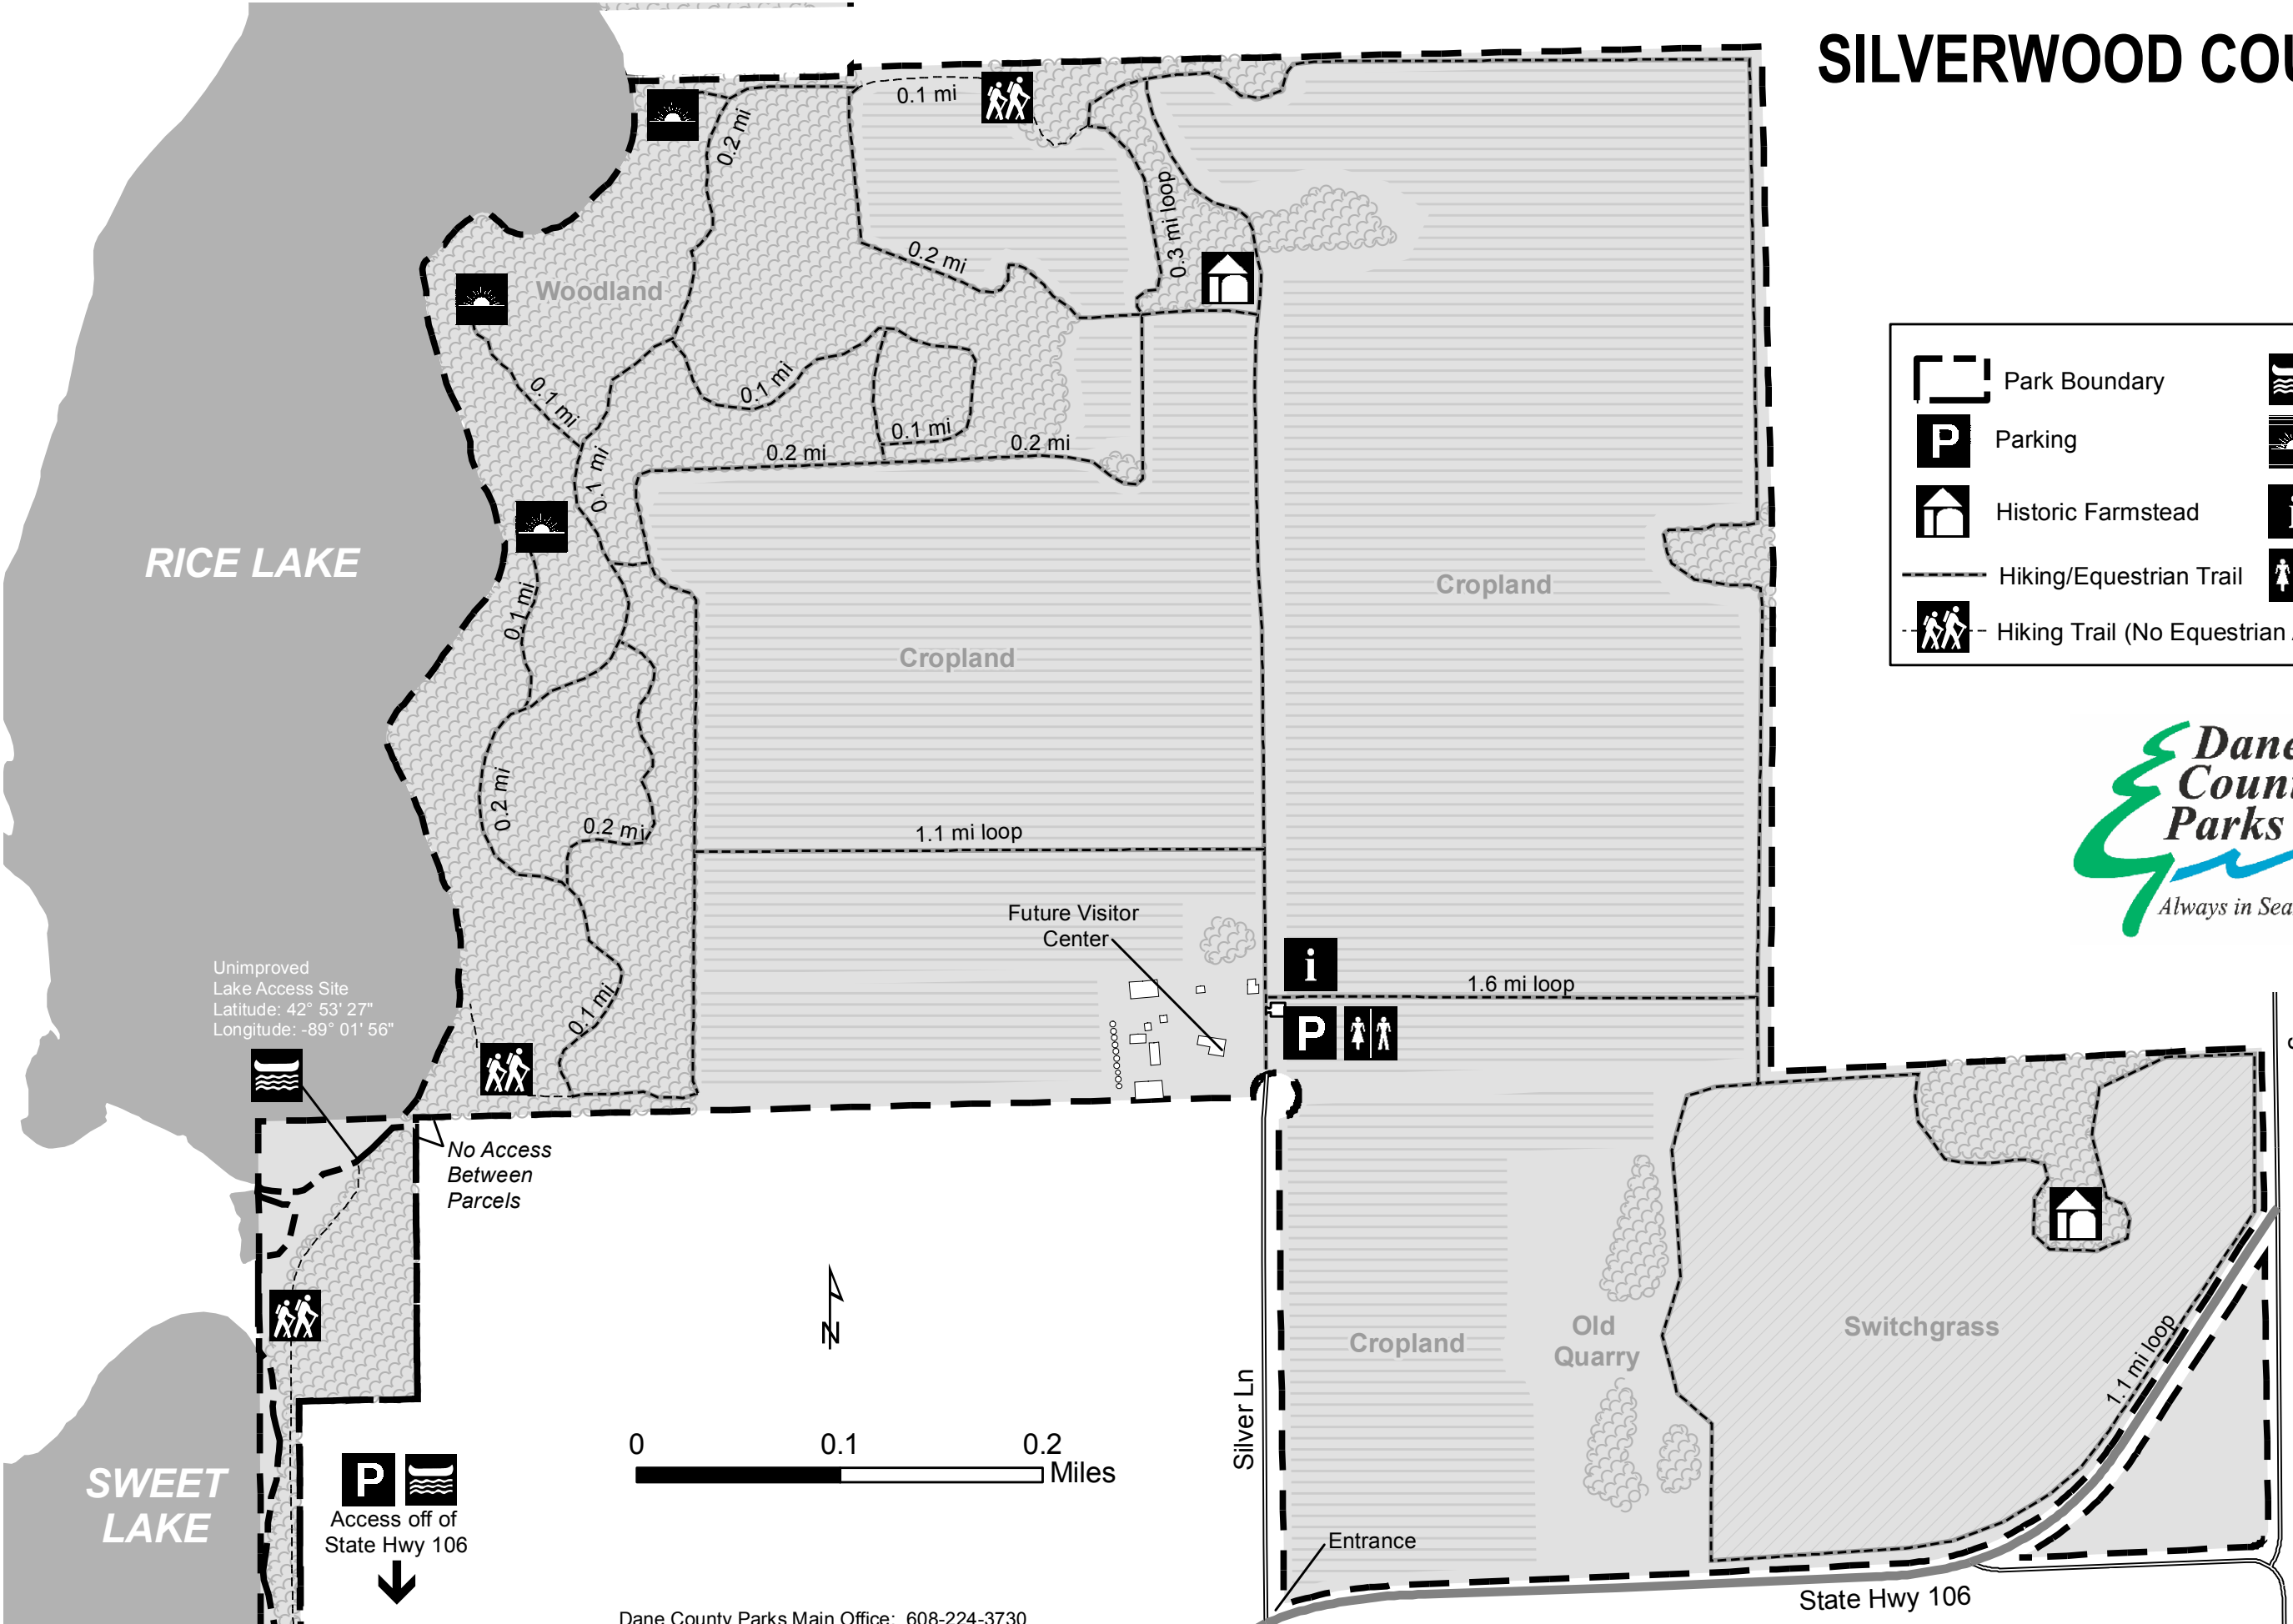 SILVERWOOD COU
0.1 mi
0.2 mi
0.3 mi loop
0.2 mi
Woodland
0.1 mi
0.1 mi
0.1 mi
0.2 mi
0.2 mi
0.1 mi
RICE LAKE
0.1 mi
Cropland
Cropland
0.2 mi
0.2 mi
1.1 mi loop
Future Visitor
Center
i
1.6 mi loop
P
0.1 mi
Unimproved
Lake Access Site
Latitude: 42° 53' 27"
Longitude: -89° 01' 56"
No Access
Between
Parcels
N
Cropland
Old
Quarry
Switchgrass
1.1 mi loop
Silver Ln
0 0.1 0.2
Miles
SWEET
LAKE
P
Access off of
State Hwy 106
Entrance
State Hwy 106
Dane County Parks Main Office: 608-224-3730
Park Boundary
P Parking
Historic Farmstead
Hiking/Equestrian Trail
Hiking Trail (No Equestrian
Dane
Coun
Parks
Always in Sea